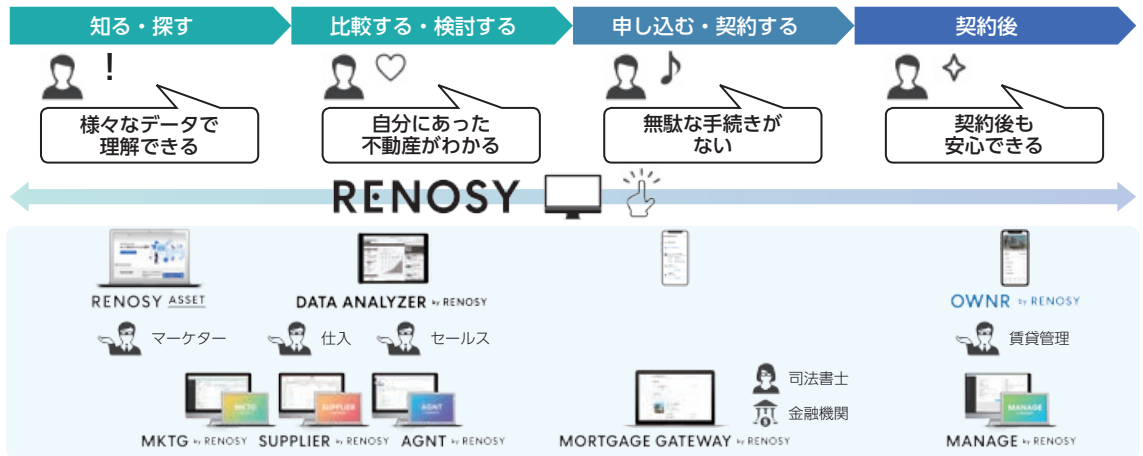 知る・探す
比較する・検討する
申し込む・契約する
契約後
!
様々なデータで
理解できる
自分にあった
不動産がわかる
無駄な手続きが
ない
契約後も
安心できる
RENOSY
RENOSY ASSET
DATA ANALYZER by RENOSY
OWNR by RENOSY
マーケター
仕入
セールス
賃貸管理
司法書士
金融機関
MKTG
SUPPLIER
AGNT
MANAGE
MKTG by RENOSY
SUPPLIER by RENOSY
AGNT by RENOSY
MORTGAGE GATEWAY by RENOSY
MANAGE by RENOSY